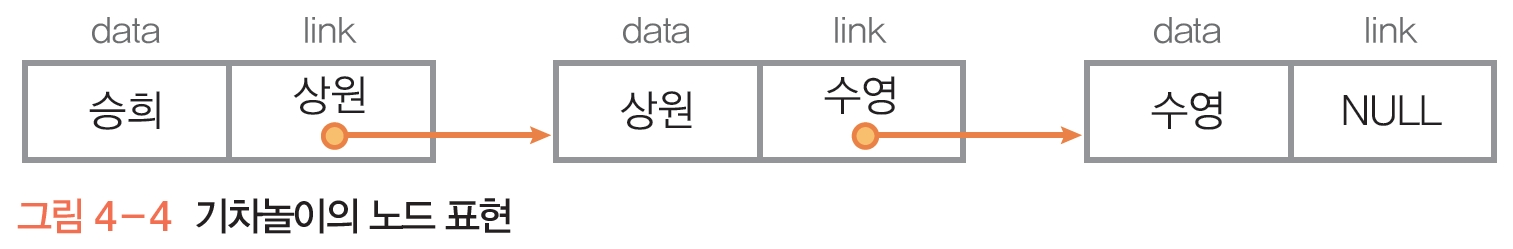 data link data link data link
승희 상원 상원 수영 수영 NULL
그림 4-4 기차놀이의 노드 표현